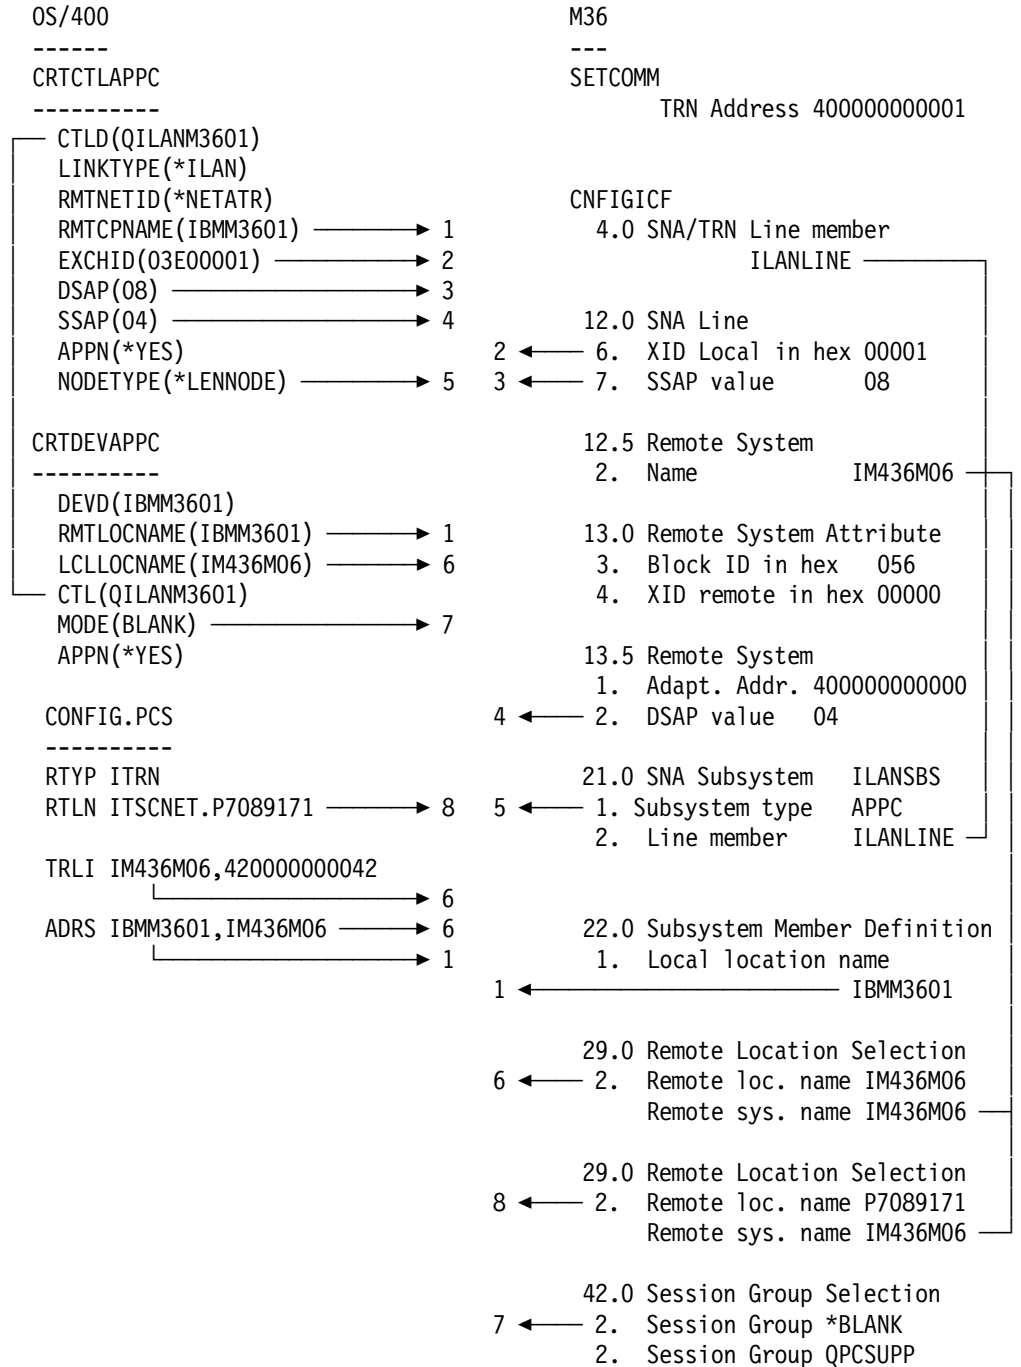 OS/400 M36
------ ---
CRTCTLAPPC SETCOMM
---------- TRN Address 400000000001
CTLD(QILANM3601)
LINKTYPE(*ILAN)
RMTNETID(*NETATR) CNFIGICF
RMTCPNAME(IBMM3601) 1 4.0 SNA/TRN Line member
EXCHID(03E00001) 2 ILANLINE
DSAP(08) 3
SSAP(04) 4 12.0 SNA Line
APPN(*YES) 2 6. XID Local in hex 00001
NODETYPE(*LENNODE) 5 3 7. SSAP value 08
CRTDEVAPPC 12.5 Remote System
---------- 2. Name IM436M06
DEVD(IBMM3601)
RMTLOCNAME(IBMM3601) 1 13.0 Remote System Attribute
LCLLOCNAME(IM436M06) 6 3. Block ID in hex 056
CTL(QILANM3601) 4. XID remote in hex 00000
MODE(BLANK) 7
APPN(*YES) 13.5 Remote System
1. Adapt. Addr. 400000000000
CONFIG.PCS 4 2. DSAP value 04
----------
RTYP ITRN 21.0 SNA Subsystem ILANSBS
RTLN ITSCNET.P7089171 8 5 1. Subsystem type APPC
2. Line member ILANLINE
TRLI IM436M06,420000000042
6
ADRS IBMM3601,IM436M06 6 22.0 Subsystem Member Definition
1 1. Local location name
1 IBMM3601
29.0 Remote Location Selection
6 2. Remote loc. name IM436M06
Remote sys. name IM436M06
29.0 Remote Location Selection
8 2. Remote loc. name P7089171
Remote sys. name IM436M06
42.0 Session Group Selection
7 2. Session Group *BLANK
2. Session Group QPCSUPP